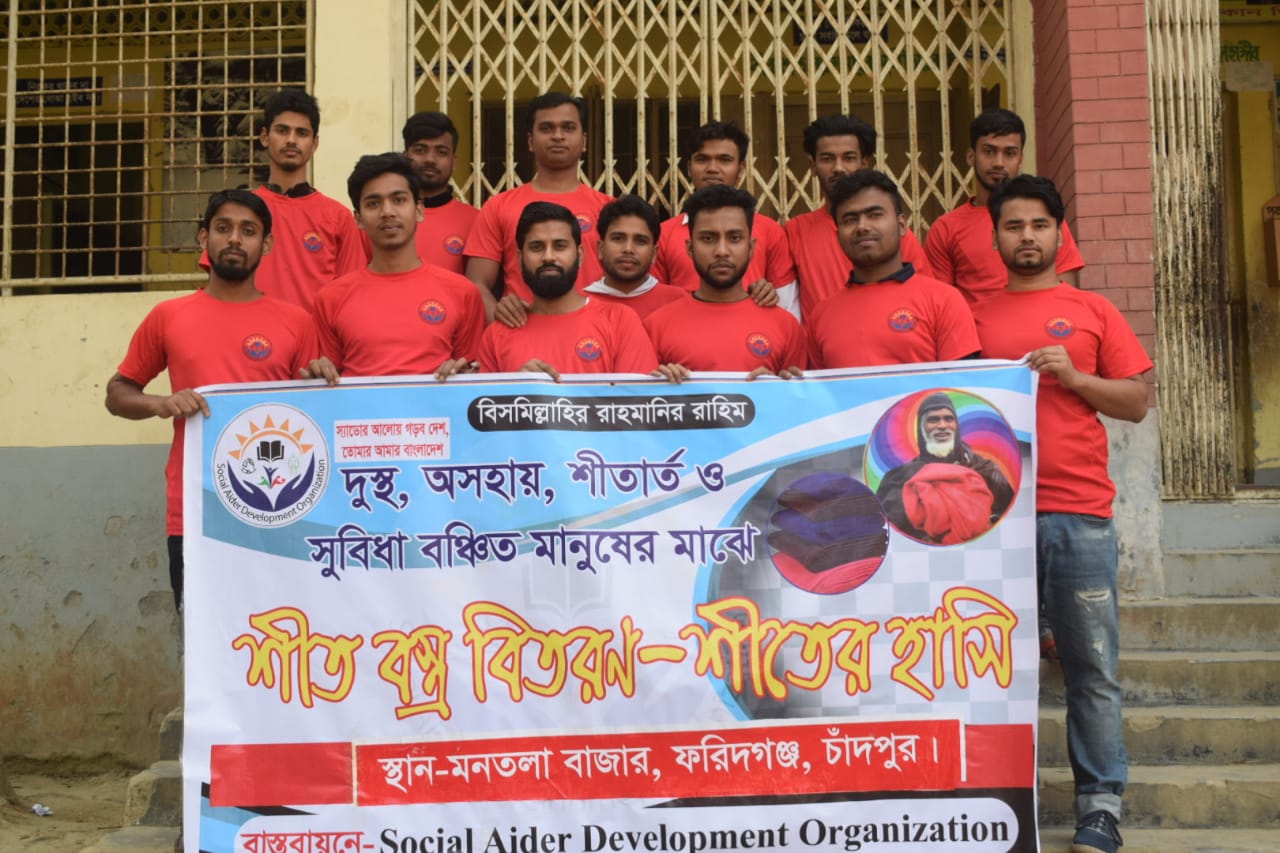 বিসমিল্লাহির রাহমানির রাহিম
স্যাডোর আলোয় গড়ব দেশ,
তোমার আমার বাংলাদেশ
Social Aider Development Organization
দুস্থ, অসহায়, শীতার্ত ও
সুবিধা বঞ্চিত মানুষের মাঝে
শীত বস্ত্র বিতরণ-শীতের হাসি
স্থান-মনতলা বাজার, ফরিদগঞ্জ, চাঁদপুর।
বাস্তবায়নে- Social Aider Development Organization